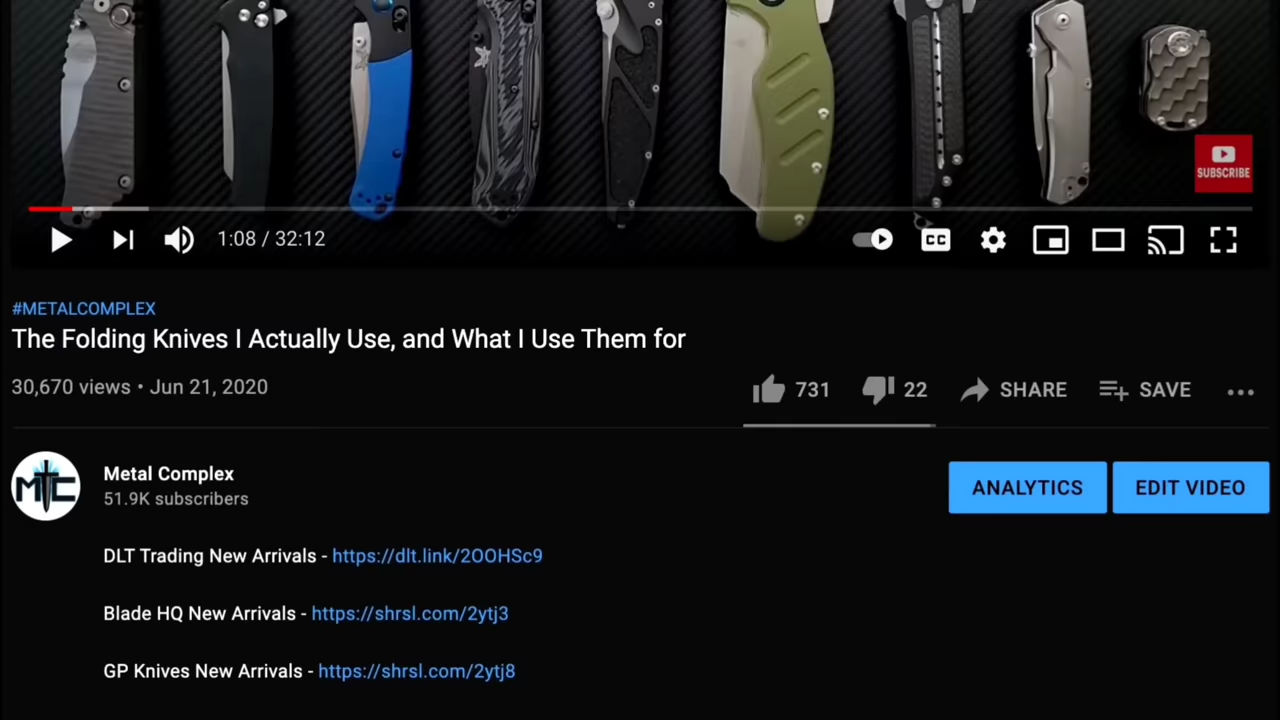 SUBSCRIBE
1:08 / 32:12
CC
#METALCOMPLEX
The Folding Knives I Actually Use, and What I Use Them for
30,670 views • Jun 21, 2020
731 22 SHARE SAVE
MTC
Metal Complex
51.9K subscribers
ANALYTICS EDIT VIDEO
DLT Trading New Arrivals - https://dlt.link/2OOHSc9
Blade HQ New Arrivals - https://shrsl.com/2ytj3
GP Knives New Arrivals - https://shrsl.com/2ytj8